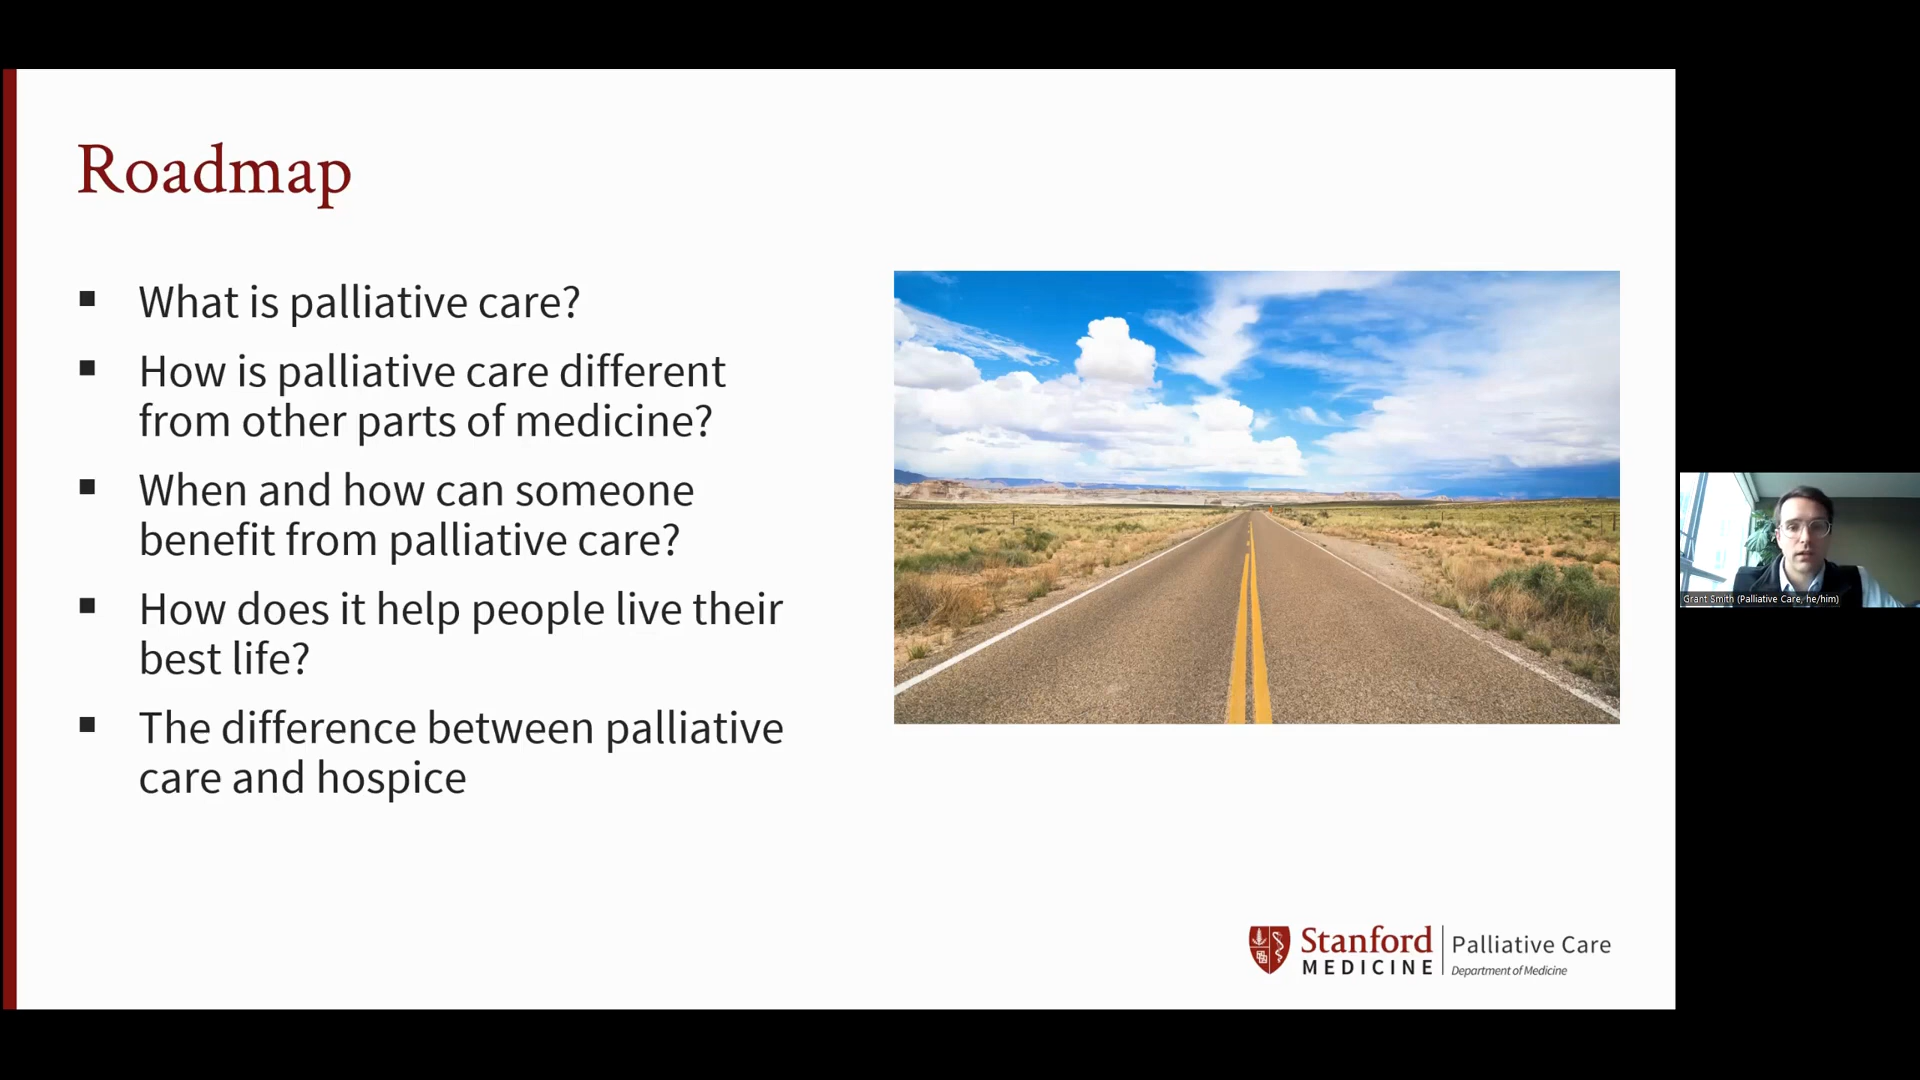 Roadmap
▪ What is palliative care?
▪ How is palliative care different
from other parts of medicine?
▪ When and how can someone
benefit from palliative care?
▪ How does it help people live their
best life?
▪ The difference between palliative
care and hospice
Grant Smith (Palliative Care, he/him)
Stanford
MEDICINE
Palliative Care
Department of Medicine